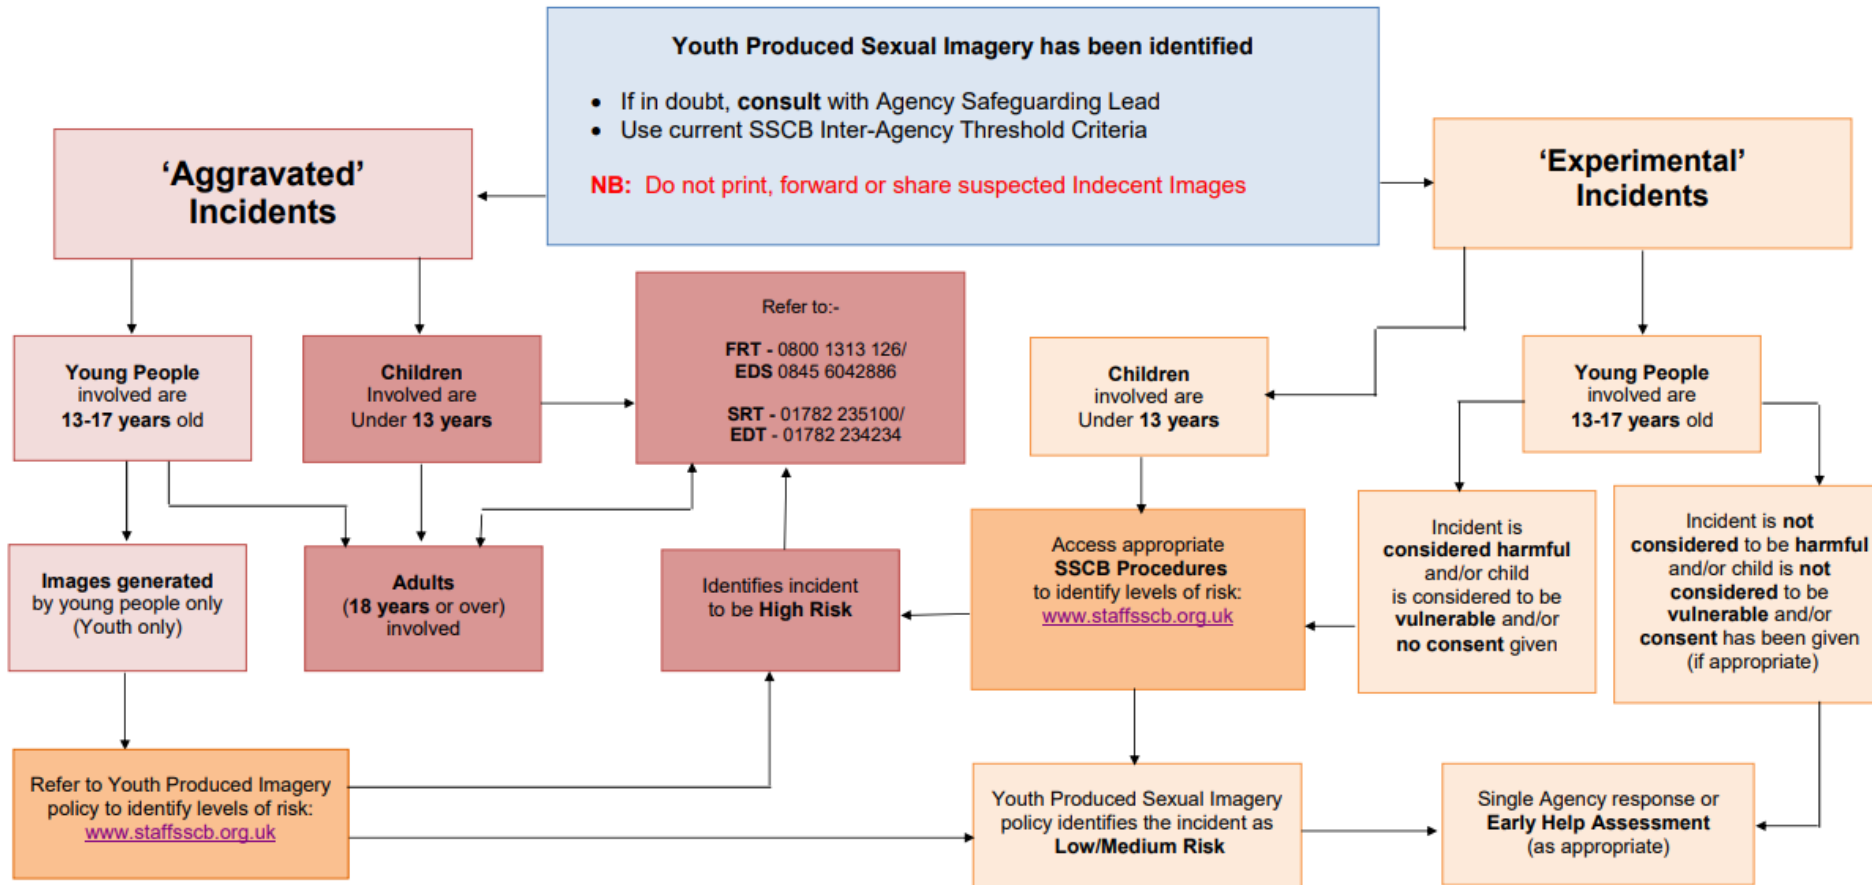 Youth Produced Sexual Imagery has been identified
• If in doubt, consult with Agency Safeguarding Lead
• Use current SSCB Inter-Agency Threshold Criteria
NB: Do not print, forward or share suspected Indecent Images
‘Aggravated’
Incidents
‘Experimental’
Incidents
Young People
involved are
13-17 years old
Children
Involved are
Under 13 years
Refer to:-
FRT - 0800 1313 126/
EDS 0845 6042886
SRT - 01782 235100/
EDT - 01782 234234
Children
involved are
Under 13 years
Young People
involved are
13-17 years old
Images generated
by young people only
(Youth only)
Adults
(18 years or over)
involved
Identifies incident
to be High Risk
Access appropriate
SSCB Procedures
to identify levels of risk:
www.staffsscb.org.uk
Incident is
considered harmful
and/or child
is considered to be
vulnerable and/or
no consent given
Incident is not
considered to be harmful
and/or child is not
considered to be
vulnerable and/or
consent has been given
(if appropriate)
Refer to Youth Produced Imagery
policy to identify levels of risk:
www.staffsscb.org.uk
Youth Produced Sexual Imagery
policy identifies the incident as
Low/Medium Risk
Single Agency response or
Early Help Assessment
(as appropriate)